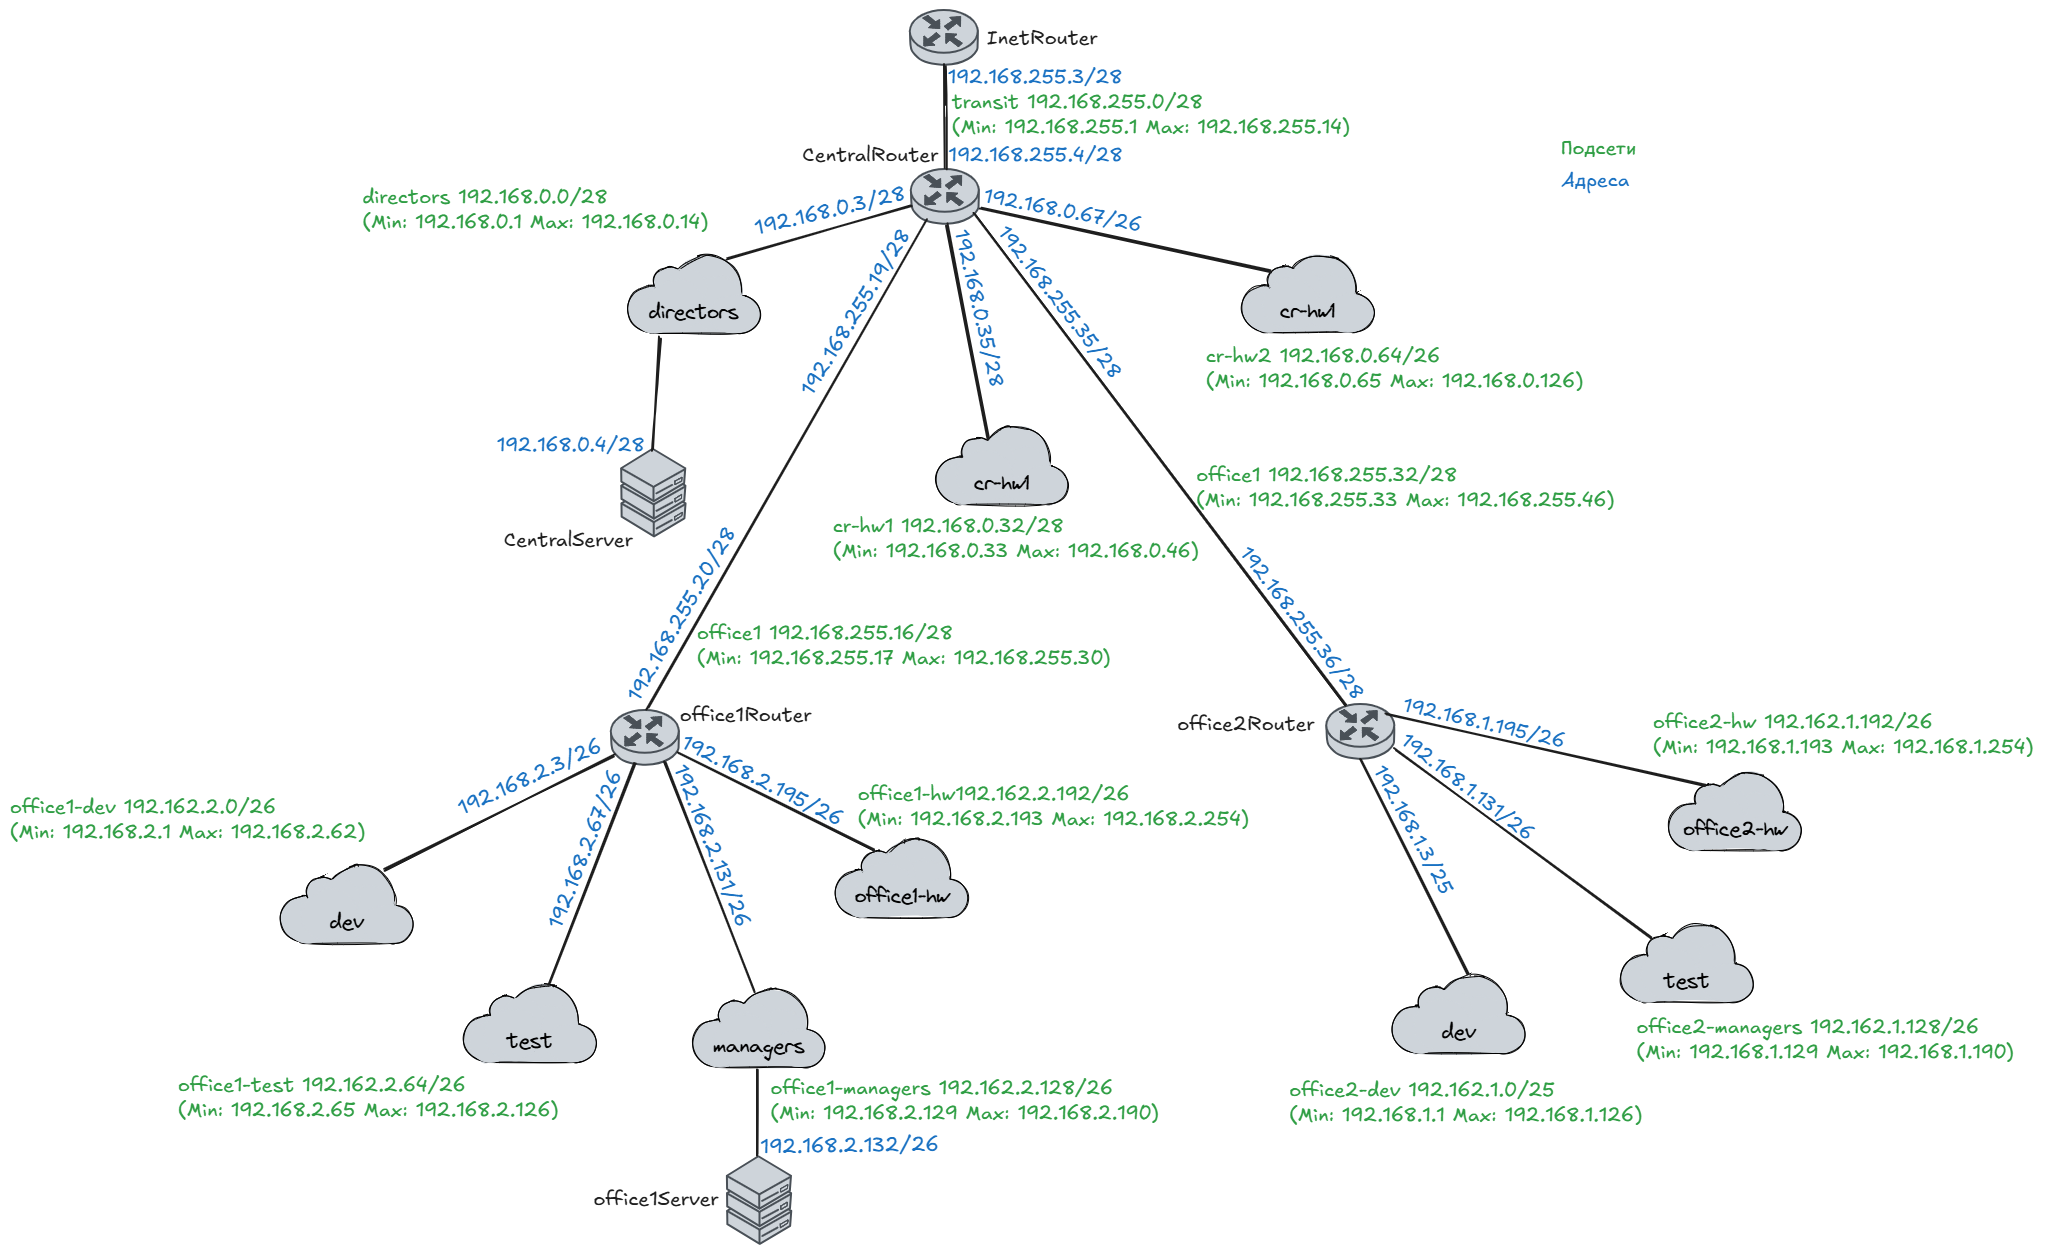 InetRouter
192.168.255.3/28
transit 192.168.255.0/28
(Min: 192.168.255.1 Max: 192.168.255.14)
CentralRouter
192.168.255.4/28
Подсети
Адреса
directors 192.168.0.0/28
(Min: 192.168.0.1 Max: 192.168.0.14)
192.168.0.3/28
192.168.255.19/28
192.168.0.35/28
192.168.255.35/28
192.168.0.67/26
directors
cr-hw1
cr-hw2 192.168.0.64/26
(Min: 192.168.0.65 Max: 192.168.0.126)
192.168.0.4/28
CentralServer
cr-hw1
cr-hw1 192.168.0.32/28
(Min: 192.168.0.33 Max: 192.168.0.46)
office1 192.168.255.32/28
(Min: 192.168.255.33 Max: 192.168.255.46)
192.168.255.20/28
192.168.255.36/28
office1 192.168.255.16/28
(Min: 192.168.255.17 Max: 192.168.255.30)
office1Router
office2Router
192.168.2.3/26
192.168.2.67/26
192.168.2.131/26
192.168.2.195/26
192.168.1.195/26
192.168.1.131/26
192.168.1.3/25
office2-hw 192.162.1.192/26
(Min: 192.168.1.193 Max: 192.168.1.254)
office1-dev 192.162.2.0/26
(Min: 192.168.2.1 Max: 192.168.2.62)
office1-hw192.162.2.192/26
(Min: 192.168.2.193 Max: 192.168.2.254)
office2-hw
office1-hw
dev
test
managers
test
dev
office2-managers 192.162.1.128/26
(Min: 192.168.1.129 Max: 192.168.1.190)
office1-test 192.162.2.64/26
(Min: 192.168.2.65 Max: 192.168.2.126)
office1-managers 192.162.2.128/26
(Min: 192.168.2.129 Max: 192.168.2.190)
office2-dev 192.162.1.0/25
(Min: 192.168.1.1 Max: 192.168.1.126)
192.168.2.132/26
office1Server